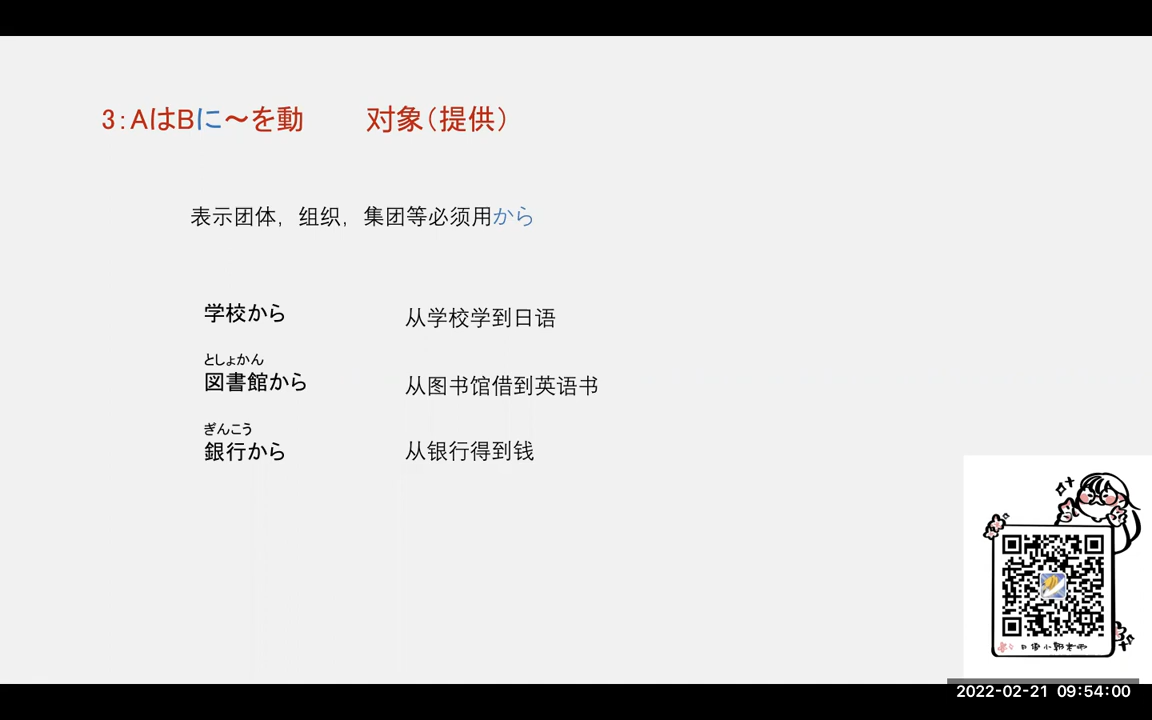 3：AはBに～を動 对象（提供）
表示团体，组织，集团等必须用から
学校から 从学校学到日语
としょかん
図書館から 从图书馆借到英语书
ぎんこう
銀行から 从银行得到钱
2022-02-21 09:54:00